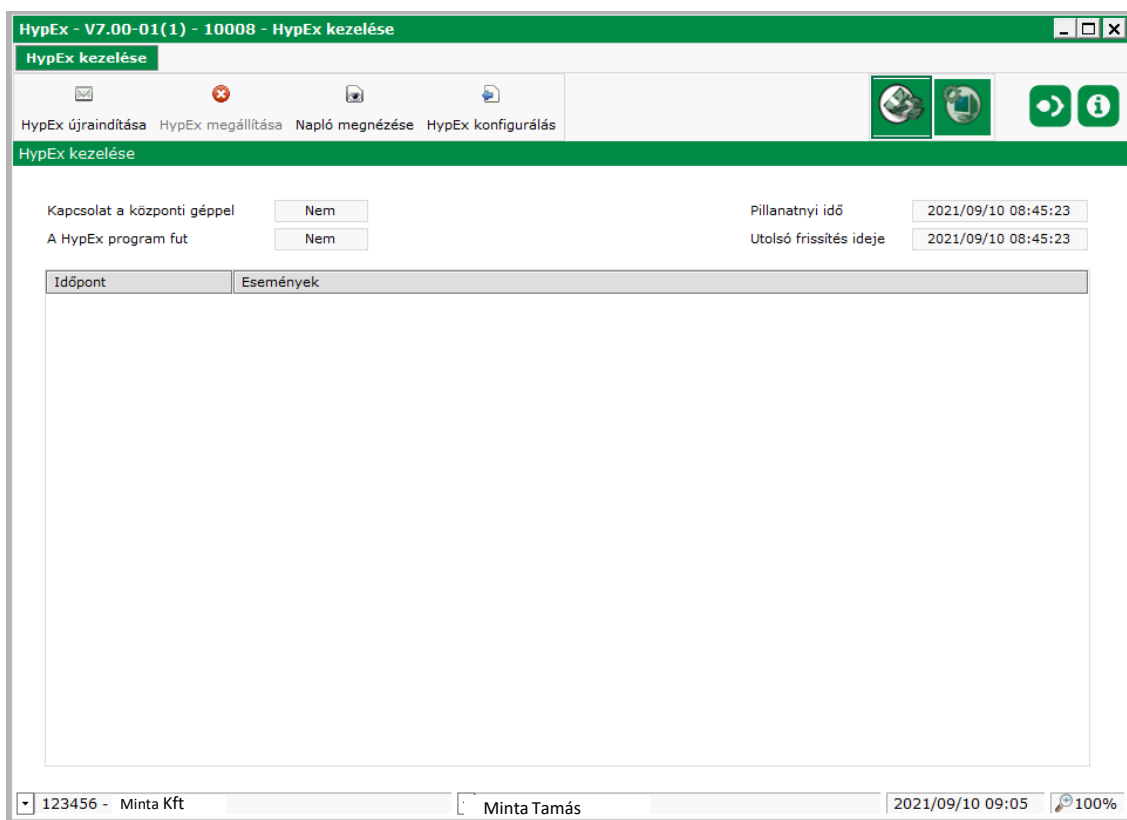 HypEx - V7.00-01(1) - 10008 - HypEx kezelése
HypEx kezelése
HypEx újraindítása HypEx megállítása Napló megnézése HypEx konfigurálás
HypEx kezelése
Kapcsolat a központi géppel Nem Pillanatnyi idő 2021/09/10 08:45:23
A HypEx program fut Nem Utolsó frissítés ideje 2021/09/10 08:45:23
Időpont Események
123456 - Minta Kft Minta Tamás 2021/09/10 09:05 100%